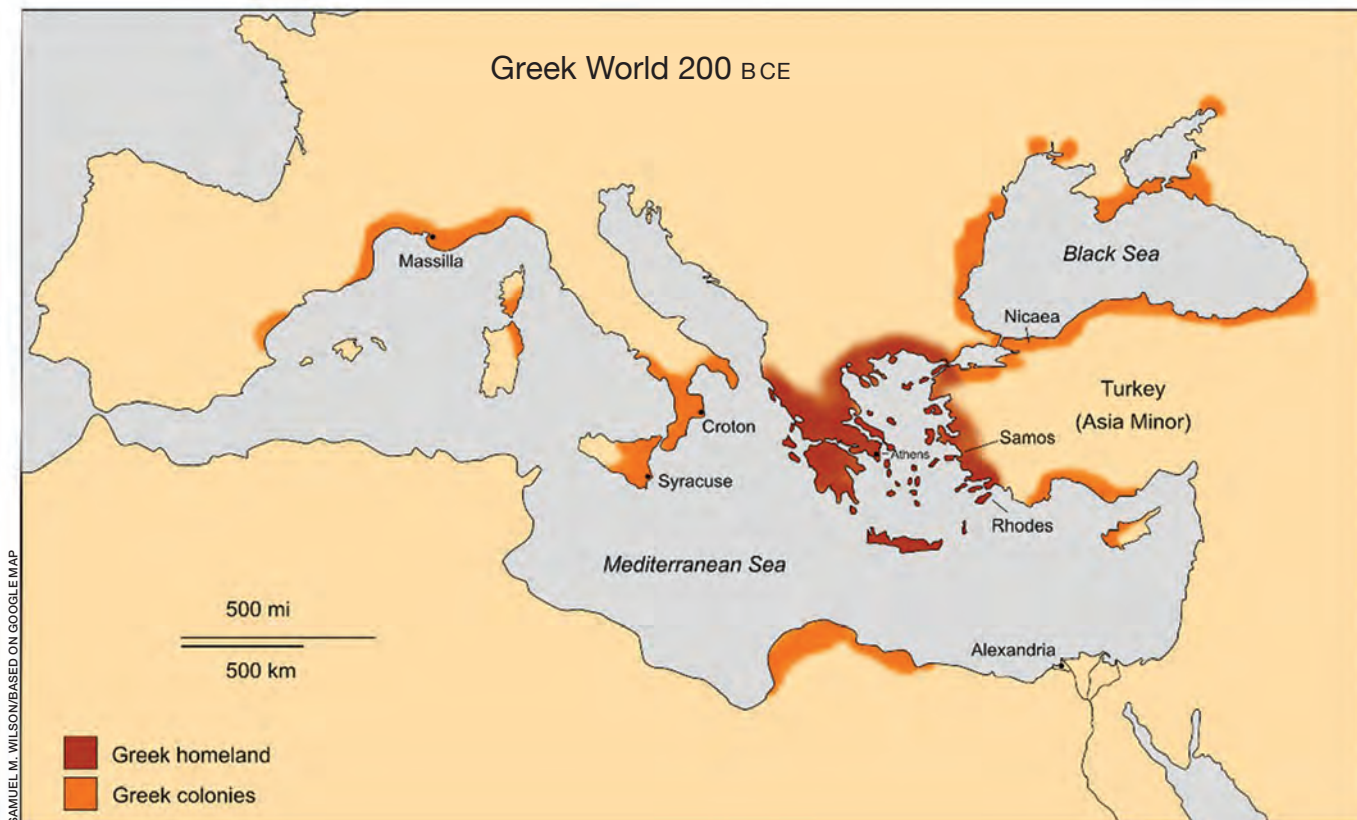 Greek World 200 BCE
Black Sea
Massilla
Nicaea
Turkey
(Asia Minor)
Croton
Athens
Samos
Syracuse
Rhodes
Mediterranean Sea
500 mi
500 km
Alexandria
Greek homeland
Greek colonies
SAMUEL M. WILSON/BASED ON GOOGLE MAP